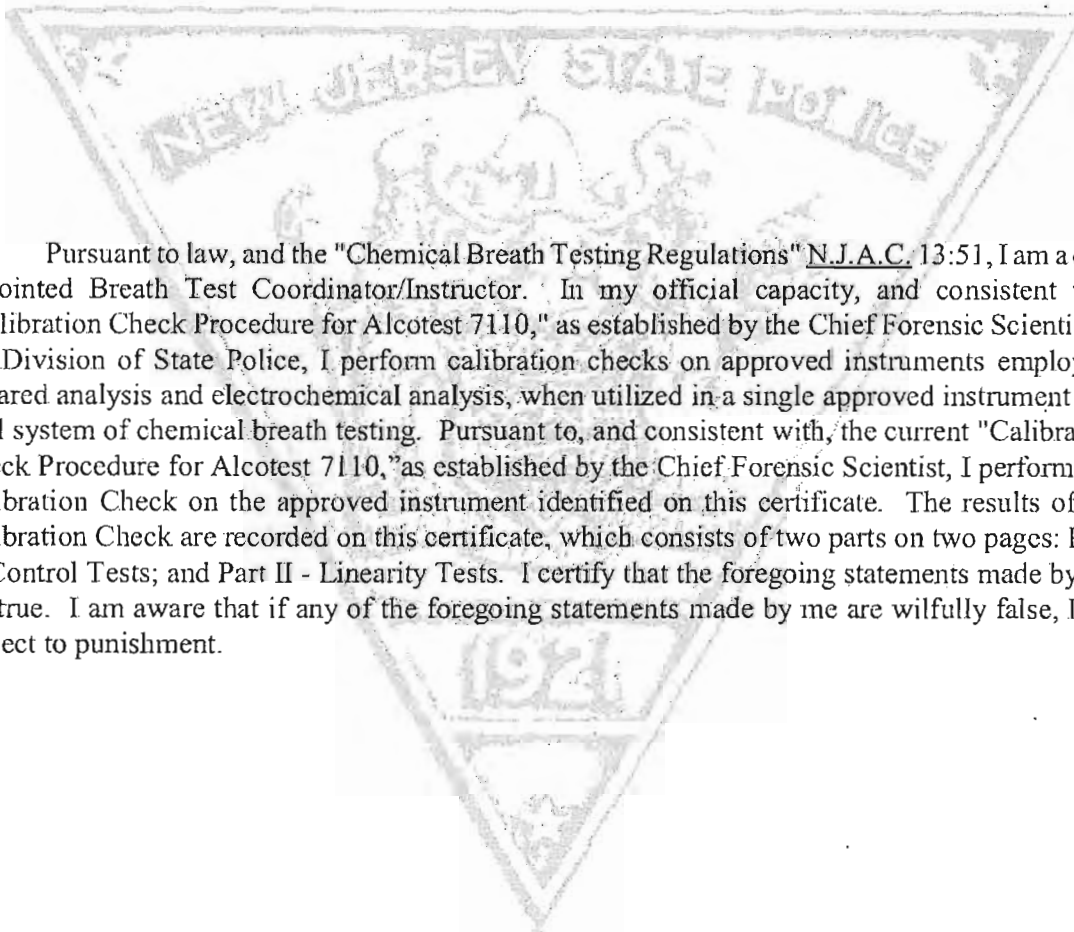 NEW JERSEY STATE POLICE
Pursuant to law, and the "Chemical Breath Testing Regulations" N.J.A.C. 13:51, I am a
ointed Breath Test Coordinator/Instructor. In my official capacity, and consistent
libration Check Procedure for Alcotest 7110," as established by the Chief Forensic Scienti
Division of State Police, I perform calibration checks on approved instruments employ
ared analysis and electrochemical analysis, when utilized in a single approved instrument
l system of chemical breath testing. Pursuant to, and consistent with, the current "Calibra
ck Procedure for Alcotest 7110," as established by the Chief Forensic Scientist, I perform
ibration Check on the approved instrument identified on this certificate. The results of
ibration Check are recorded on this certificate, which consists of two parts on two pages:
Control Tests; and Part II - Linearity Tests. I certify that the foregoing statements made by
true. I am aware that if any of the foregoing statements made by me are wilfully false, I
ect to punishment.
1921